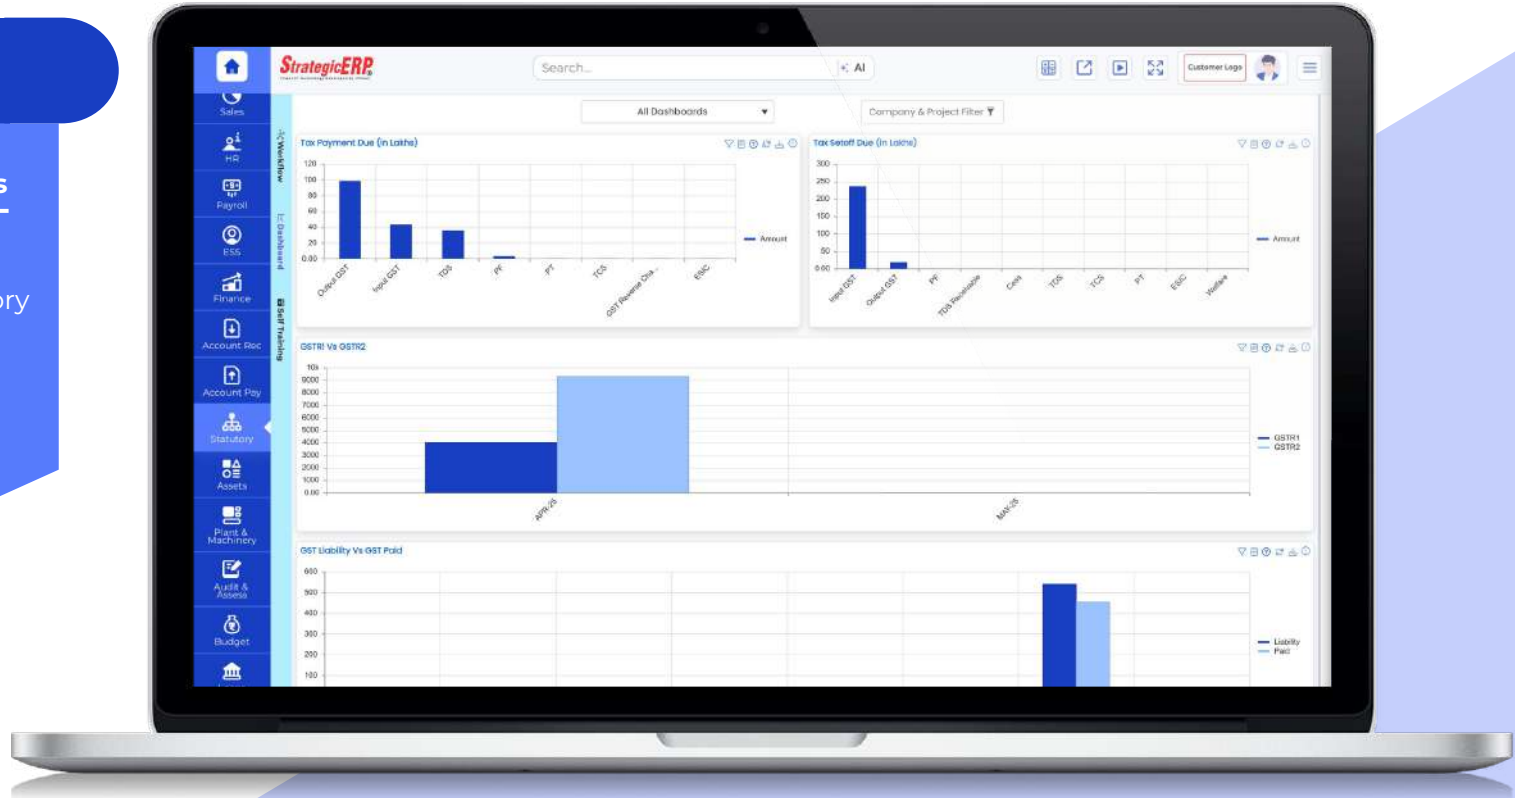 s
ory
StrategicERP
Search...
AI
Customer Logo
Sales
HR
Payroll
ESS
Finance
Account Rec
Account Pay
Statutory
Assets
Plant &
Machinery
Audit &
Assess
Budget
Workflow
Dashboard
Self Training
All Dashboards
Company & Project Filter
Tax Payment Due (in Lakhs)
120
100
80
60
40
20
0.00
Output GST
Input GST
TDS
PF
PT
TCS
GST Reverse Cha...
ESIC
Amount
Tax Setoff Due (in Lakhs)
300
250
200
150
100
50
0.00
Input GST
Output GST
PF
TDS Receivable
Cess
TDS
TCS
PT
ESIC
Welfare
Amount
GSTR1 Vs GSTR2
10k
9000
8000
7000
6000
5000
4000
3000
2000
1000
0.00
APR-25
MAY-25
GSTR1
GSTR2
GST Liability Vs GST Paid
600
500
400
300
200
100
Liability
Paid